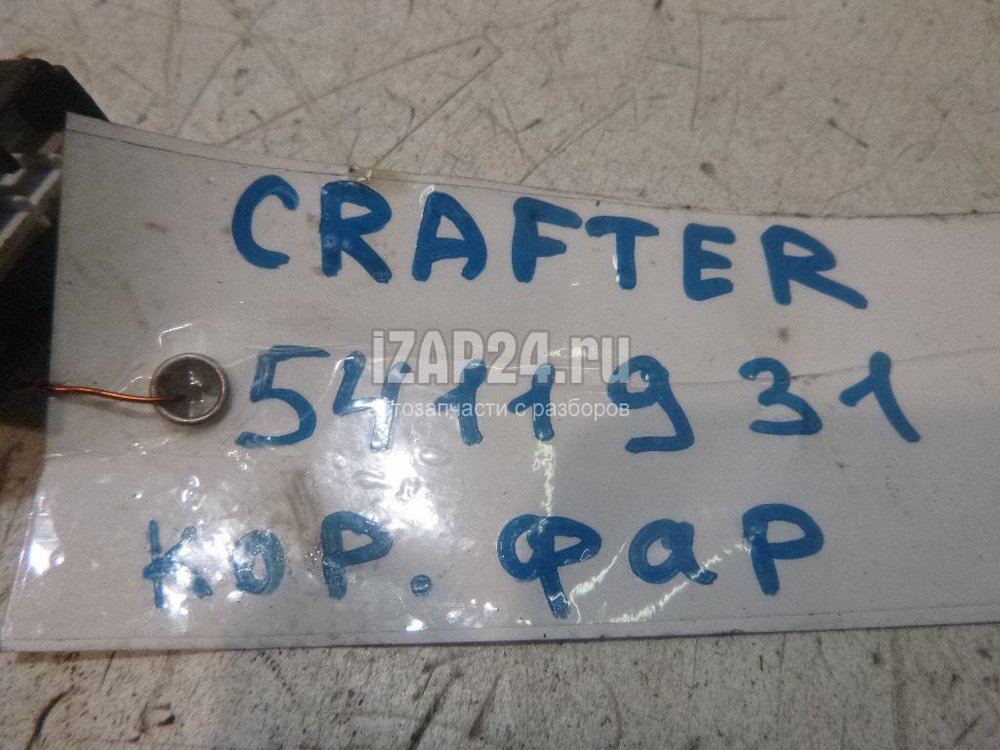 CRAFTER
iZAP24.ru
5411931
автозапчасти с разборов
кор. фар